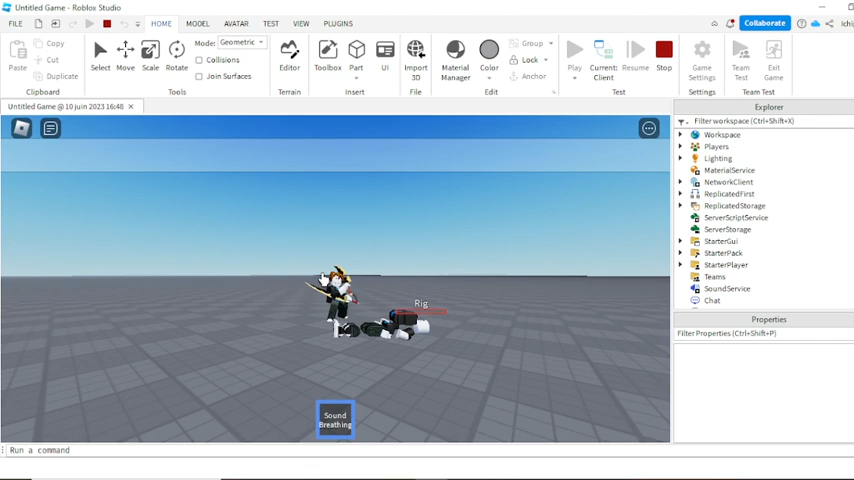 Untitled Game - Roblox Studio
FILE HOME MODEL AVATAR TEST VIEW PLUGINS
Collaborate
Paste
Copy
Cut
Duplicate
Clipboard
Select Move Scale Rotate
Mode: Geometric
Collisions
Join Surfaces
Tools
Editor
Terrain
Toolbox Part UI
Insert
Import 3D
File
Material Manager
Color
Group
Lock
Anchor
Edit
Play
Current: Client
Resume Stop
Test
Game Settings
Settings
Team Test
Exit Game
Team Test
Untitled Game @ 10 juin 2023 16:48
Rig
Sound
Breathing
Explorer
Filter workspace (Ctrl+Shift+X)
Workspace
Players
Lighting
MaterialService
NetworkClient
ReplicatedFirst
ReplicatedStorage
ServerScriptService
ServerStorage
StarterGui
StarterPack
StarterPlayer
Teams
SoundService
Chat
Properties
Filter Properties (Ctrl+Shift+P)
Run a command